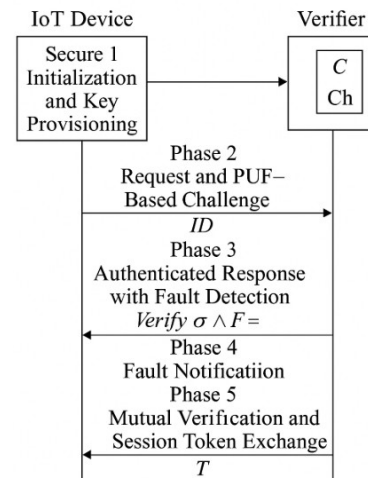 IoT Device
Verifier
Secure 1
Initialization
and Key
Provisioning
C
Ch
Phase 2
Request and PUF–
Based Challenge
ID
Phase 3
Authenticated Response
with Fault Detection
Verify σ ∧ F =
Phase 4
Fault Notificatiion
Phase 5
Mutual Verification and
Session Token Exchange
T